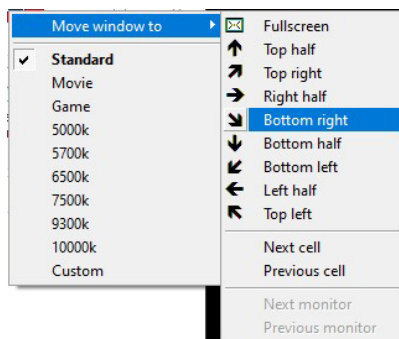 Move window to
Standard
Movie
Game
5000k
5700k
6500k
7500k
9300k
10000k
Custom
Fullscreen
Top half
Top right
Right half
Bottom right
Bottom half
Bottom left
Left half
Top left
Next cell
Previous cell
Next monitor
Previous monitor